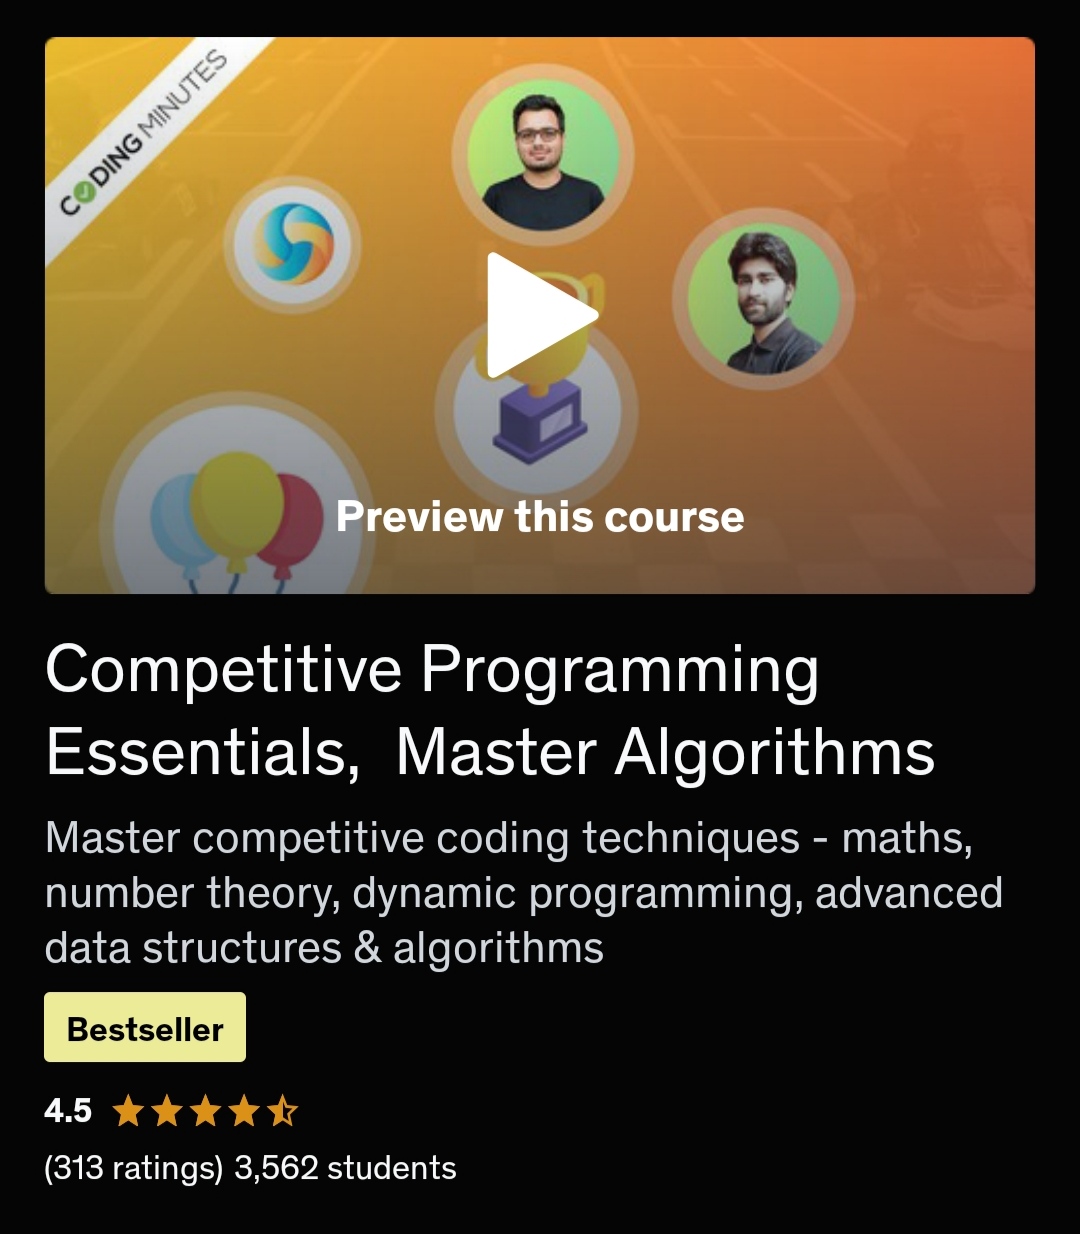 CODING MINUTES
Preview this course
Competitive Programming
Essentials,  Master Algorithms
Master competitive coding techniques - maths,
number theory, dynamic programming, advanced
data structures & algorithms
Bestseller
4.5
(313 ratings) 3,562 students